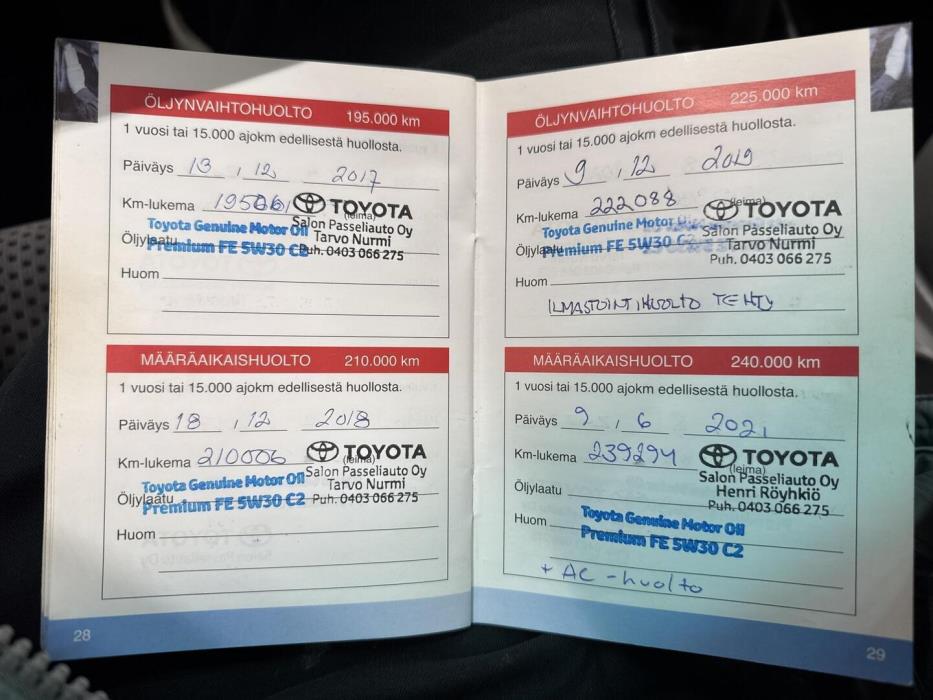 ÖLJYNVAIHTOHUOLTO 195.000 km
1 vuosi tai 15.000 ajokm edellisestä huollosta.
Päiväys 13 , 12 2017
Km-lukema (leima) TOYOTA
Toyota Genuine Motor Oil Salon Passeliauto Oy
Öljylaatu Premium FE 5W30 C2 Tarvo Nurmi
Puh. 0403 066 275
Huom
MÄÄRÄAIKAISHUOLTO 210.000 km
1 vuosi tai 15.000 ajokm edellisestä huollosta.
Päiväys 18 , 12 2018
Km-lukema 210006 (leima) TOYOTA
Toyota Genuine Motor Oil Salon Passeliauto Oy
Öljylaatu Premium FE 5W30 C2 Tarvo Nurmi
Puh. 0403 066 275
Huom
28
ÖLJYNVAIHTOHUOLTO 225.000 km
1 vuosi tai 15.000 ajokm edellisestä huollosta.
Päiväys 9 , 12 2019
Km-lukema 222088 (leima) TOYOTA
Toyota Genuine Motor Salon Passeliauto Oy
Öljylaatu Premium FE 5W30 Tarvo Nurmi
Puh. 0403 066 275
Huom
ILMASTOINTIHUOLTO TEHTY
MÄÄRÄAIKAISHUOLTO 240.000 km
1 vuosi tai 15.000 ajokm edellisestä huollosta.
Päiväys 9 , 6 2021
Km-lukema 239294 (leima) TOYOTA
Salon Passeliauto Oy
Öljylaatu Henri Röyhkiö
Puh. 0403 066 275
Huom Toyota Genuine Motor Oil
Premium FE 5W30 C2
+ AC -huolto
29